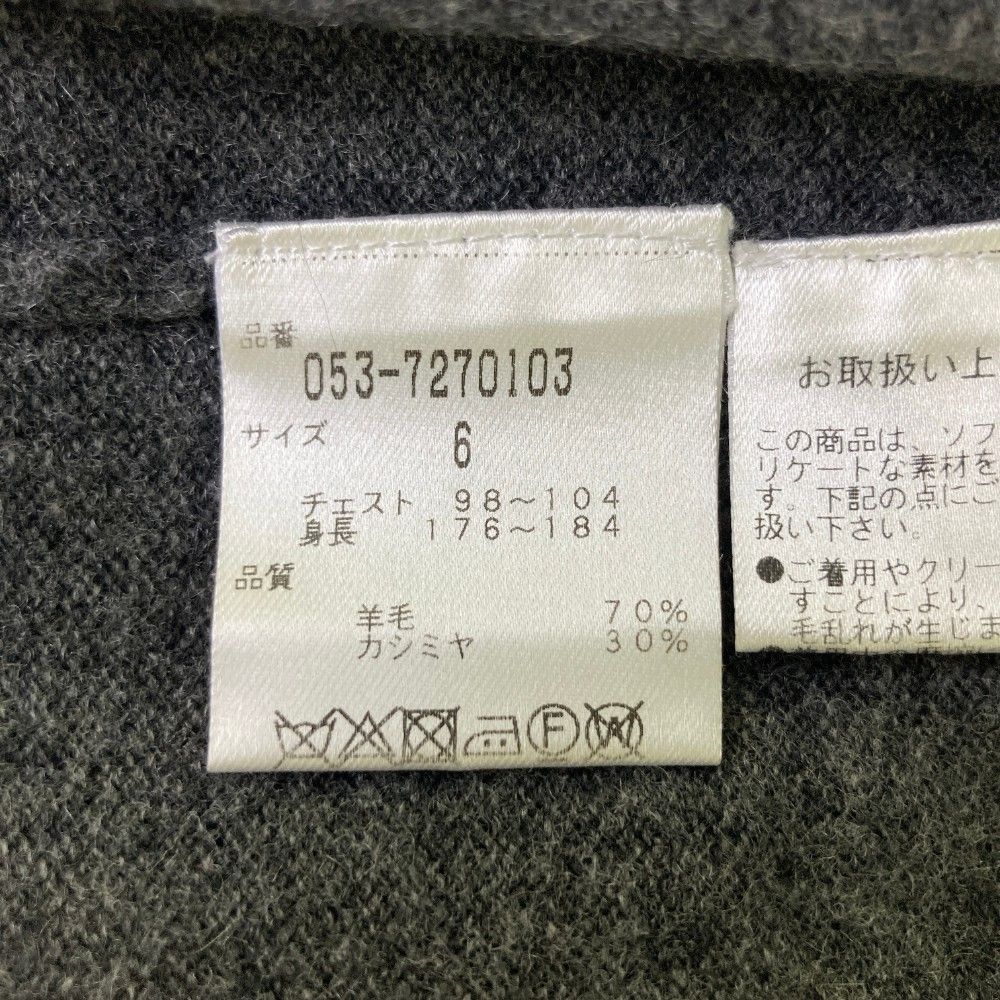 品番
053-7270103
サイズ 6
チェスト 98〜104
身長 176〜184
品質
羊毛 70%
カシミヤ 30%
F W
お取扱い上
この商品は、ソフ
リケートな素材を
す。下記の点にご
扱い下さい。
●ご着用やクリー
すことにより、
毛乱れが生じま